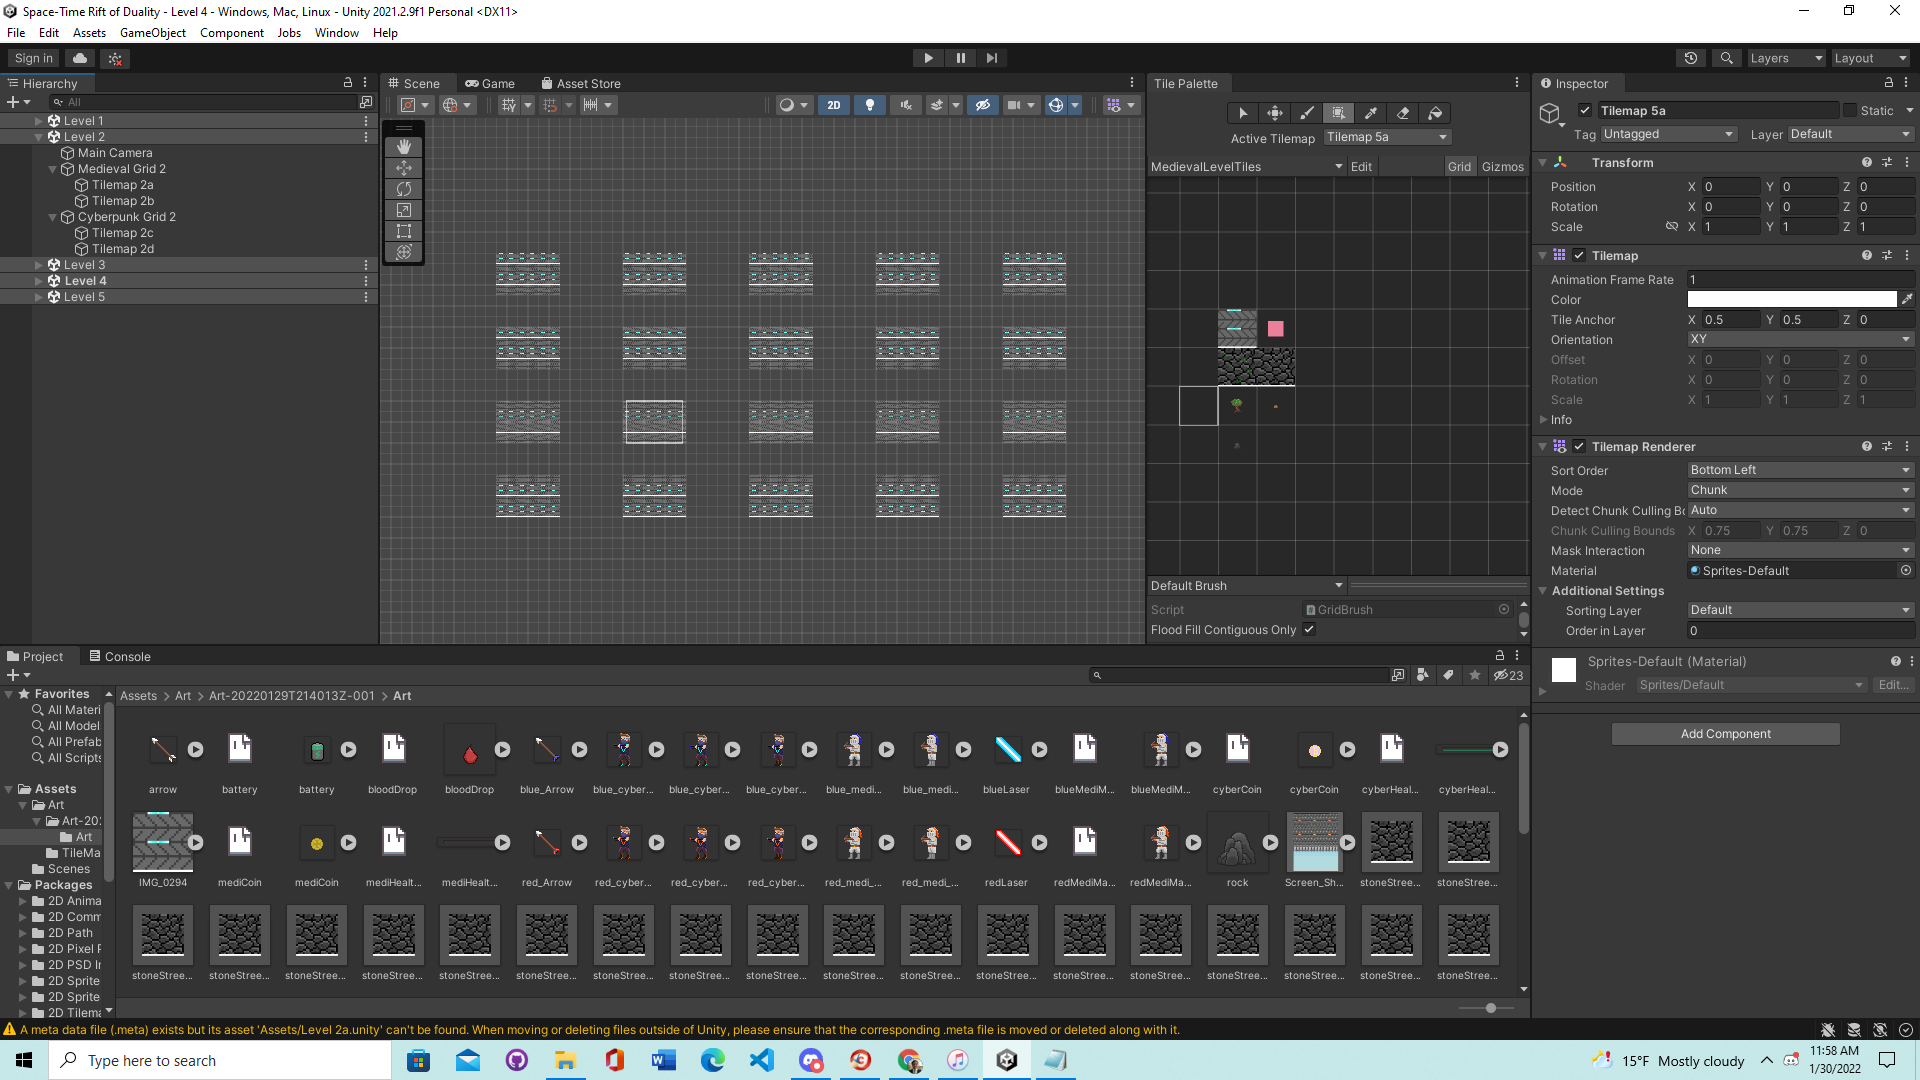 Space-Time Rift of Duality - Level 4 - Windows, Mac, Linux - Unity 2021.2.9f1 Personal <DX11>
File Edit Assets GameObject Component Jobs Window Help
Sign in
Layers
Layout
Hierarchy
All
Level 1
Level 2
Main Camera
Medieval Grid 2
Tilemap 2a
Tilemap 2b
Cyberpunk Grid 2
Tilemap 2c
Tilemap 2d
Level 3
Level 4
Level 5
Scene Game Asset Store
2D
Tile Palette
Active Tilemap Tilemap 5a
MedievalLevelTiles Edit Grid Gizmos
Default Brush
Script GridBrush
Flood Fill Contiguous Only
Inspector
Tilemap 5a Static
Tag Untagged Layer Default
Transform
Position X 0 Y 0 Z 0
Rotation X 0 Y 0 Z 0
Scale X 1 Y 1 Z 1
Tilemap
Animation Frame Rate 1
Color
Tile Anchor X 0.5 Y 0.5 Z 0
Orientation XY
Offset X 0 Y 0 Z 0
Rotation X 0 Y 0 Z 0
Scale X 1 Y 1 Z 1
Info
Tilemap Renderer
Sort Order Bottom Left
Mode Chunk
Detect Chunk Culling Bo Auto
Chunk Culling Bounds X 0.75 Y 0.75 Z 0
Mask Interaction None
Material Sprites-Default
Additional Settings
Sorting Layer Default
Order in Layer 0
Sprites-Default (Material)
Shader Sprites/Default Edit...
Add Component
Project Console
23
Favorites
All Materi
All Model
All Prefab
All Scripts
Assets
Art
Art-202
Art
TileMa
Scenes
Packages
2D Anima
2D Comm
2D Path
2D Pixel P
2D PSD Im
2D Sprite
2D Sprite
2D Tilema
Assets > Art > Art-20220129T214013Z-001 > Art
arrow battery battery bloodDrop bloodDrop blue_Arrow blue_cyber... blue_cyber... blue_cyber... blue_medi... blue_medi... blueLaser blueMediM... blueMediM... cyberCoin cyberCoin cyberHeal... cyberHeal...
IMG_0294 mediCoin mediCoin mediHealt... mediHealt... red_Arrow red_cyber... red_cyber... red_cyber... red_medi_... red_medi_... redLaser redMediMa... redMediMa... rock Screen_Sh... stoneStree... stoneStree...
stoneStree... stoneStree... stoneStree... stoneStree... stoneStree... stoneStree... stoneStree... stoneStree... stoneStree... stoneStree... stoneStree... stoneStree... stoneStree... stoneStree... stoneStree... stoneStree... stoneStree... stoneStree...
A meta data file (.meta) exists but its asset 'Assets/Level 2a.unity' can't be found. When moving or deleting files outside of Unity, please ensure that the corresponding .meta file is moved or deleted along with it.
Type here to search
15°F Mostly cloudy
11:58 AM
1/30/2022